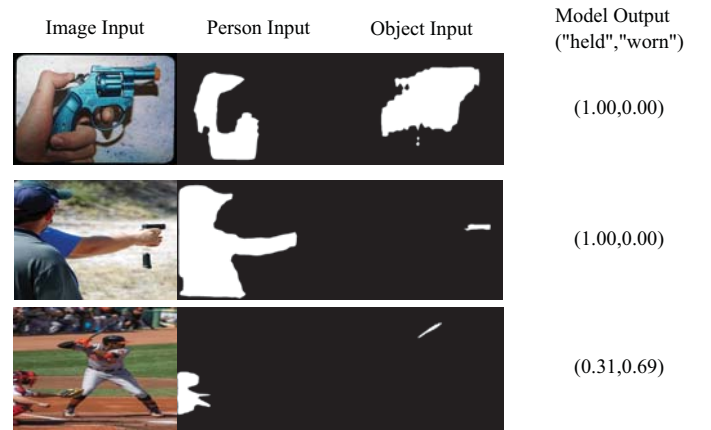 Image Input Person Input Object Input Model Output
("held","worn")
(1.00,0.00)
(1.00,0.00)
(0.31,0.69)